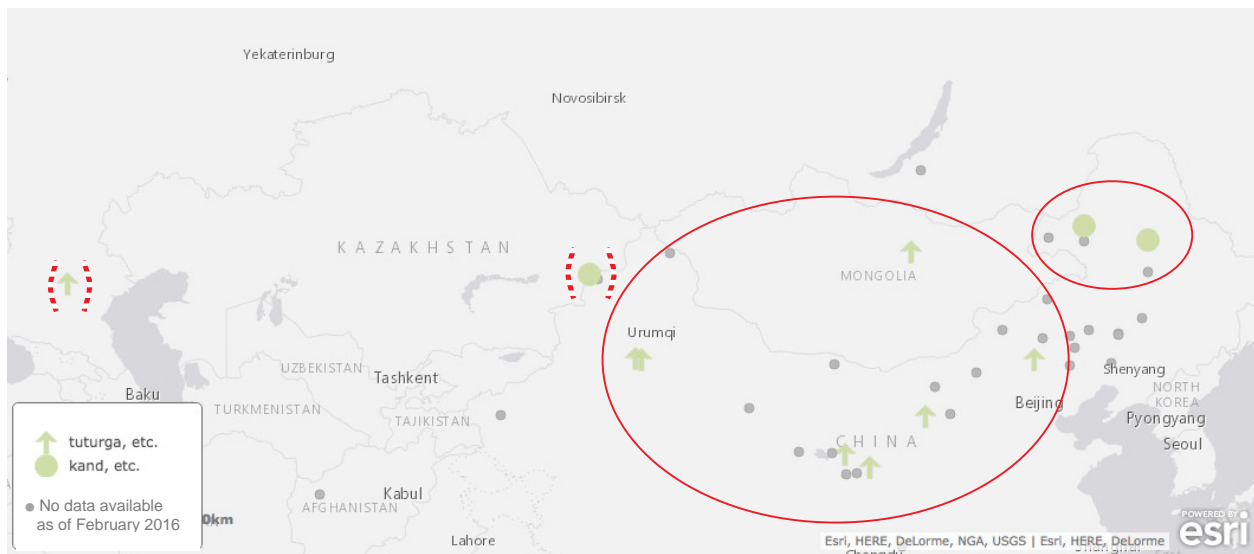 Yekaterinburg
Novosibirsk
KAZAKHSTAN
MONGOLIA
Urumqi
UZBEKISTAN
Tashkent
Shenyang
Baku
TURKMENISTAN
TAJIKISTAN
Beijing
NORTH
KOREA
Pyongyang
Seoul
CHINA
tuturga, etc.
kand, etc.
No data available
as of February 2016
Kabul
AFGHANISTAN
0km
Lahore
POWERED BY
esri
Esri, HERE, DeLorme, NGA, USGS | Esri, HERE, DeLorme